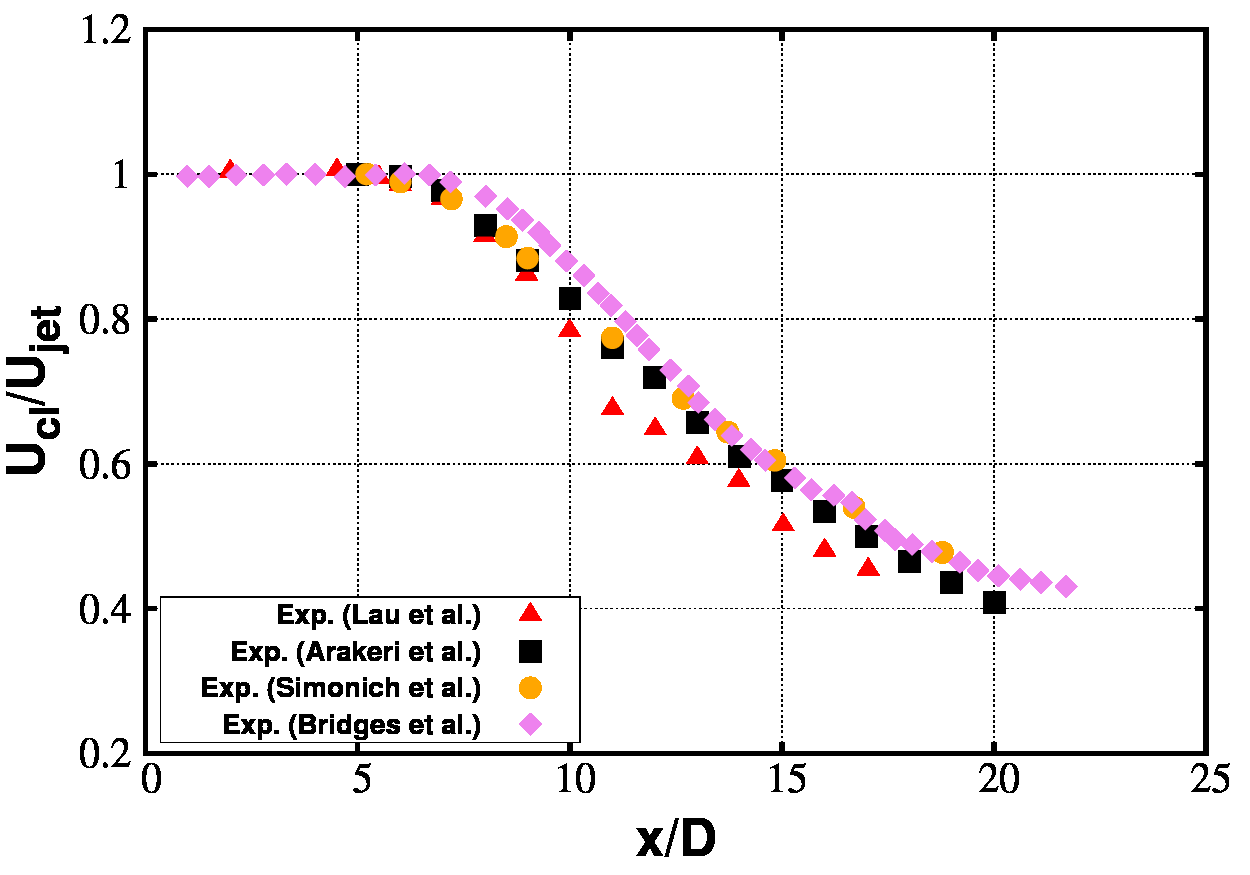 1.2
1
0.8
0.6
0.4
0.2
Ucl/Ujet
Exp. (Lau et al.)
Exp. (Arakeri et al.)
Exp. (Simonich et al.)
Exp. (Bridges et al.)
0 5 10 15 20 25
x/D